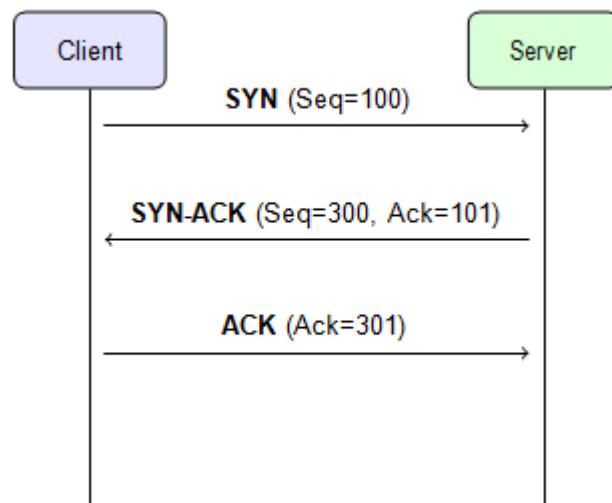 Client
Server
SYN (Seq=100)
SYN-ACK (Seq=300, Ack=101)
ACK (Ack=301)